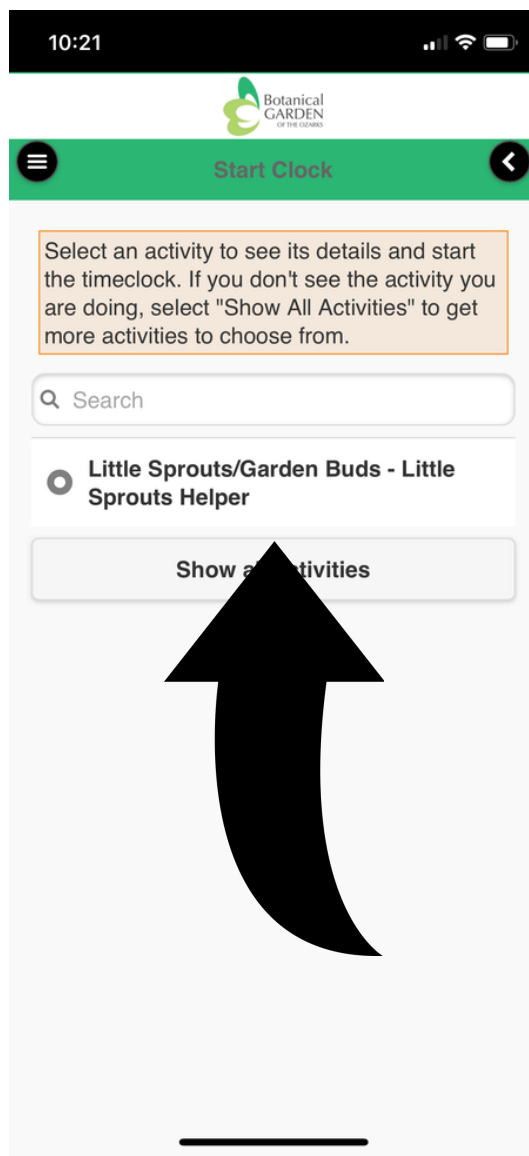 10:21
Botanical
GARDEN
OF THE OZARKS
Start Clock
Select an activity to see its details and start
the timeclock. If you don't see the activity you
are doing, select "Show All Activities" to get
more activities to choose from.
Search
Little Sprouts/Garden Buds - Little
Sprouts Helper
Show all activities